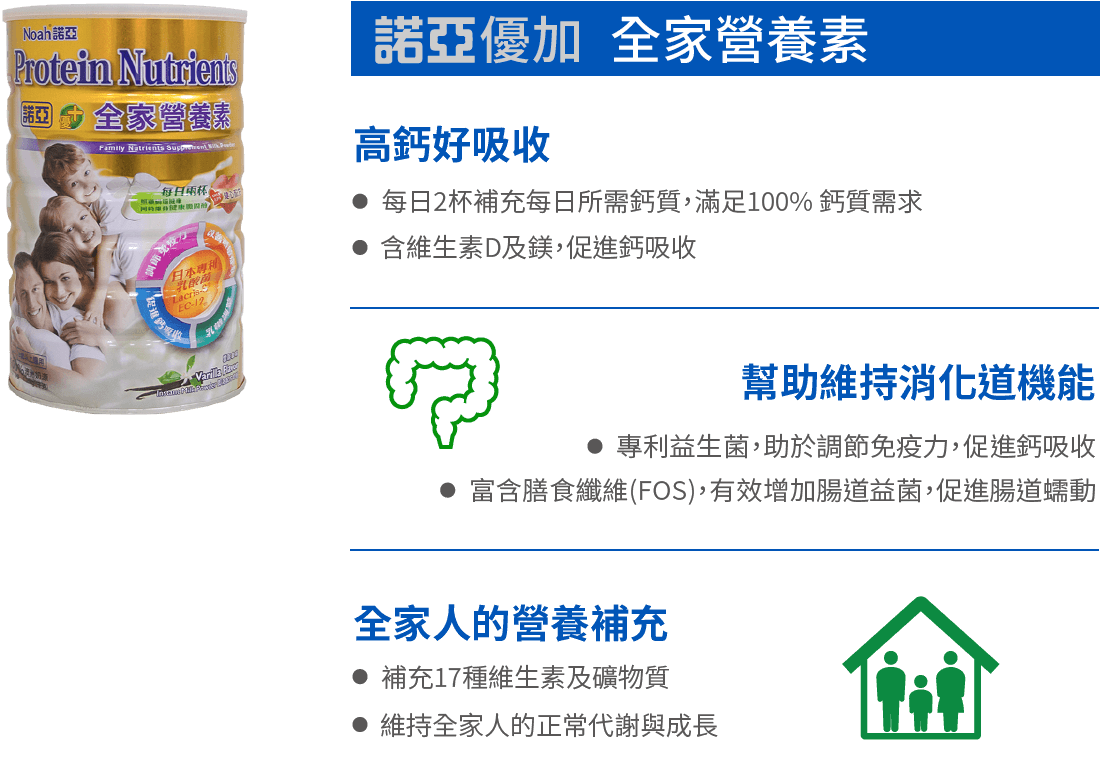 Noah 諾亞
Protein Nutrients
諾亞 優+ 全家營養素
Family Nutrients Supplement Milk Powder
每日兩杯
日本專利
乳酸菌
EC-12
Vanilla Flavor
諾亞優加 全家營養素
高鈣好吸收
● 每日2杯補充每日所需鈣質，滿足100% 鈣質需求
● 含維生素D及鎂，促進鈣吸收
幫助維持消化道機能
● 專利益生菌，助於調節免疫力，促進鈣吸收
● 富含膳食纖維(FOS)，有效增加腸道益菌，促進腸道蠕動
全家人的營養補充
● 補充17種維生素及礦物質
● 維持全家人的正常代謝與成長